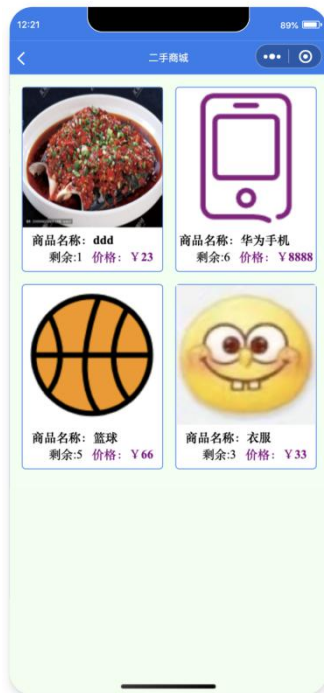 12:21
89%
二手商城
商品名称：ddd
剩余:1 价格：￥23
商品名称：华为手机
剩余:6 价格：￥8888
商品名称：篮球
剩余:5 价格：￥66
商品名称：衣服
剩余:3 价格：￥33